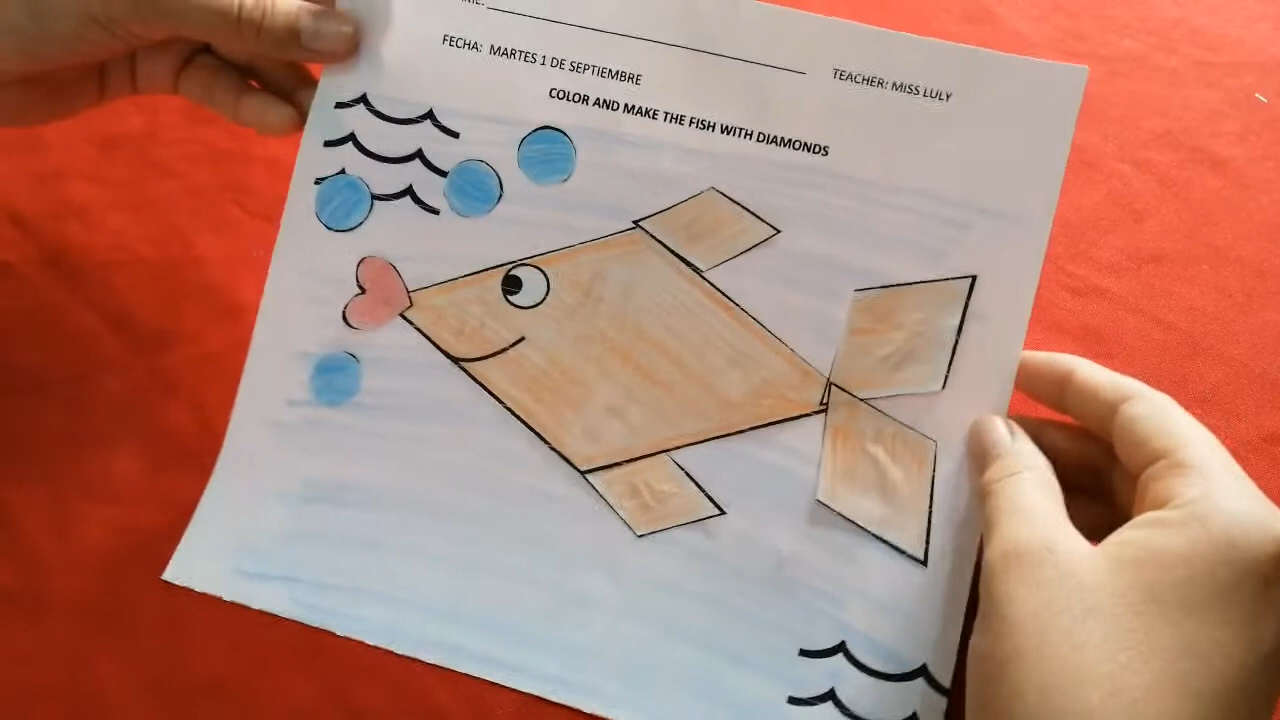 FECHA: MARTES 1 DE SEPTIEMBRE
TEACHER: MISS LULY
COLOR AND MAKE THE FISH WITH DIAMONDS